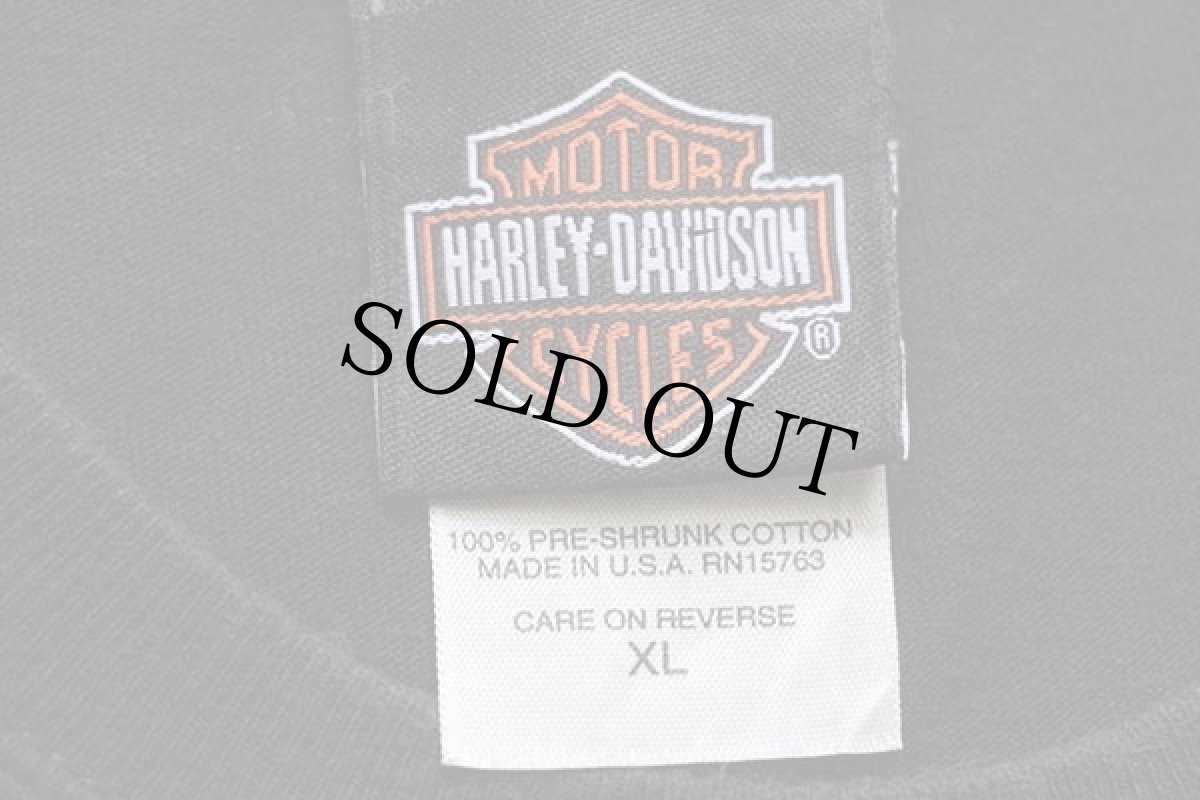 MOTOR
HARLEY-DAVIDSON
CYCLES
®
SOLD OUT
100% PRE-SHRUNK COTTON
MADE IN U.S.A. RN15763
CARE ON REVERSE
XL